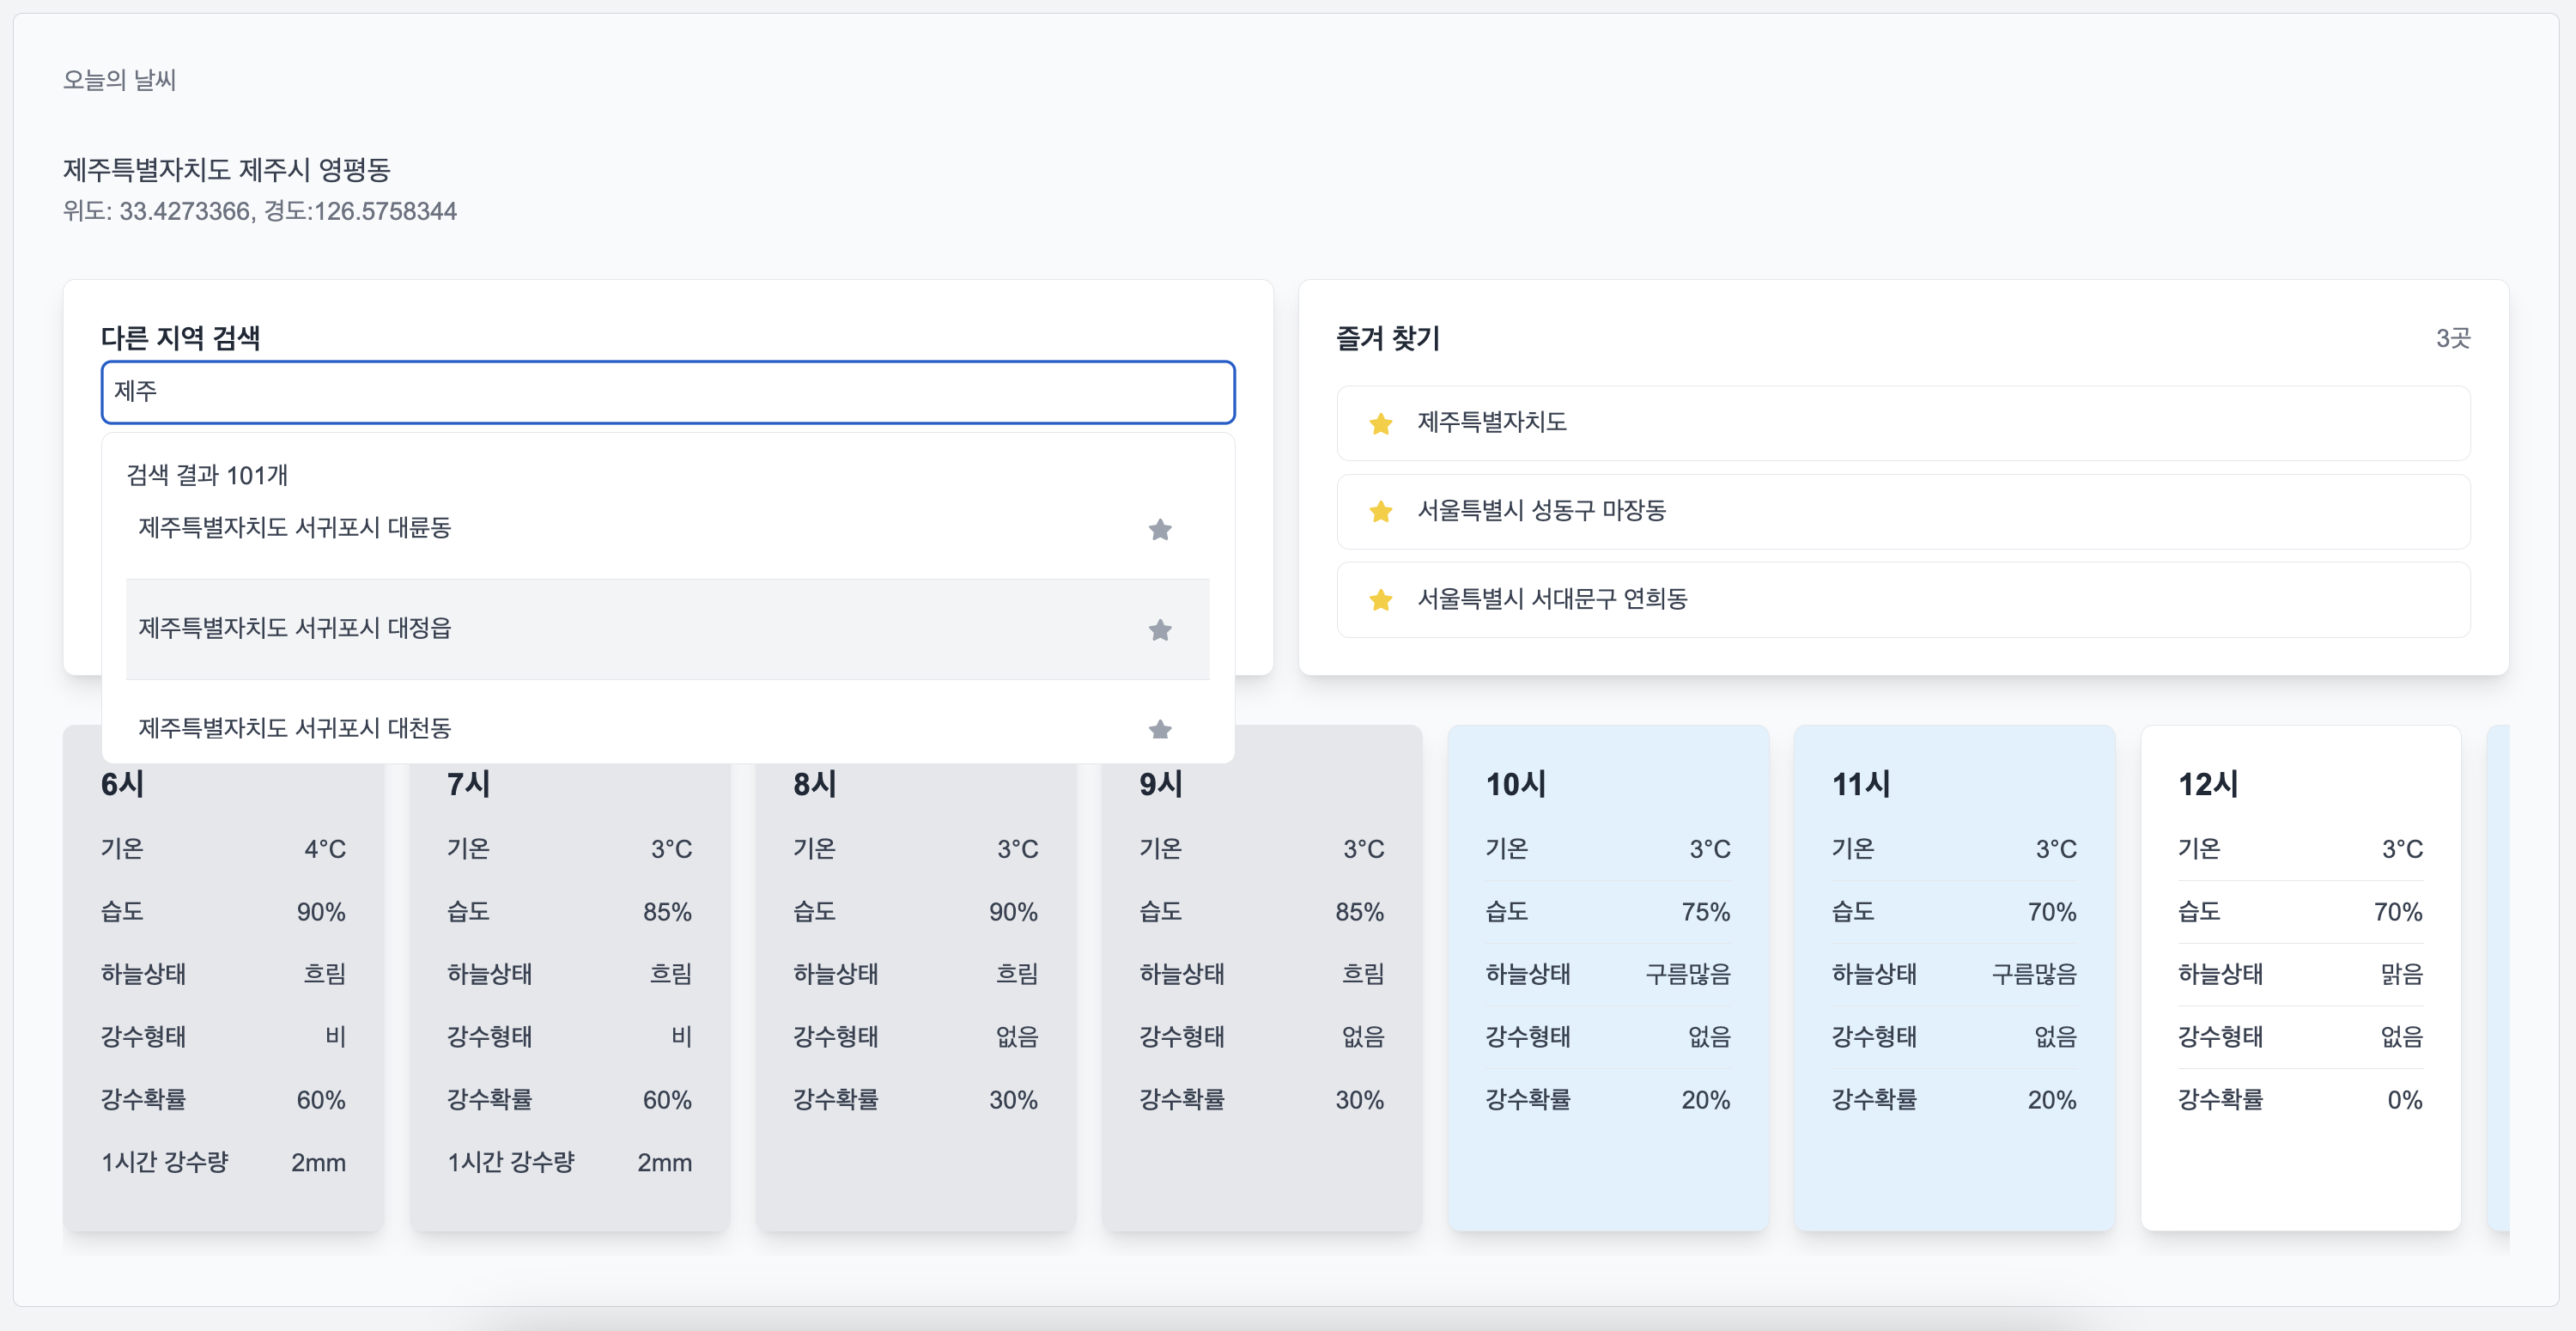 오늘의 날씨
제주특별자치도 제주시 영평동
위도: 33.4273366, 경도:126.5758344
다른 지역 검색
제주
검색 결과 101개
제주특별자치도 서귀포시 대륜동
제주특별자치도 서귀포시 대정읍
제주특별자치도 서귀포시 대천동
즐겨 찾기
3곳
제주특별자치도
서울특별시 성동구 마장동
서울특별시 서대문구 연희동
6시
기온 4°C
습도 90%
하늘상태 흐림
강수형태 비
강수확률 60%
1시간 강수량 2mm
7시
기온 3°C
습도 85%
하늘상태 흐림
강수형태 비
강수확률 60%
1시간 강수량 2mm
8시
기온 3°C
습도 90%
하늘상태 흐림
강수형태 없음
강수확률 30%
9시
기온 3°C
습도 85%
하늘상태 흐림
강수형태 없음
강수확률 30%
10시
기온 3°C
습도 75%
하늘상태 구름많음
강수형태 없음
강수확률 20%
11시
기온 3°C
습도 70%
하늘상태 구름많음
강수형태 없음
강수확률 20%
12시
기온 3°C
습도 70%
하늘상태 맑음
강수형태 없음
강수확률 0%